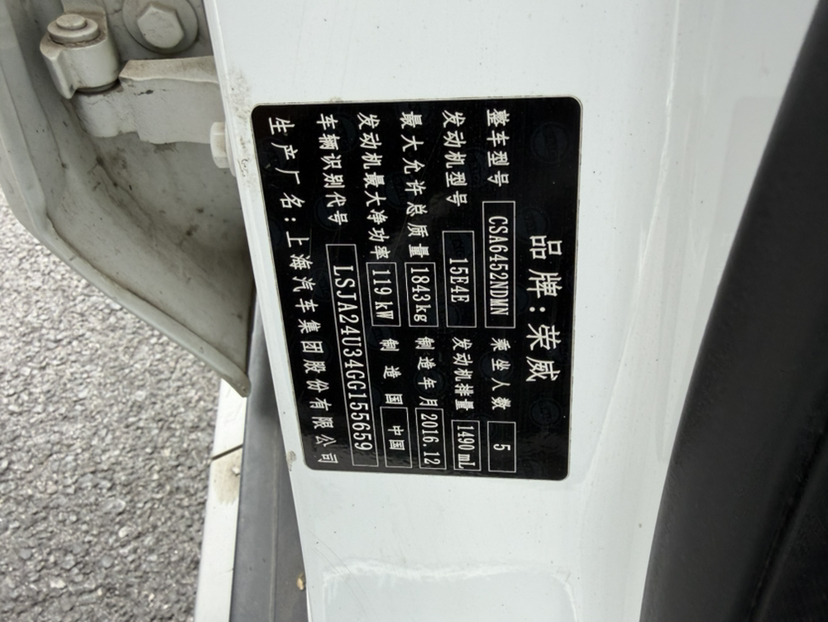 品牌:荣威
整车型号 CSA6452NDMN 乘坐人数 5
发动机型号 15E4E 发动机排量 1490mL
最大允许总质量 1843kg 制造年月 2016.12
发动机最大净功率 119kW 制造国 中国
车辆识别代号 LSJA24U34GG155659
生产厂名:上海汽车集团股份有限公司